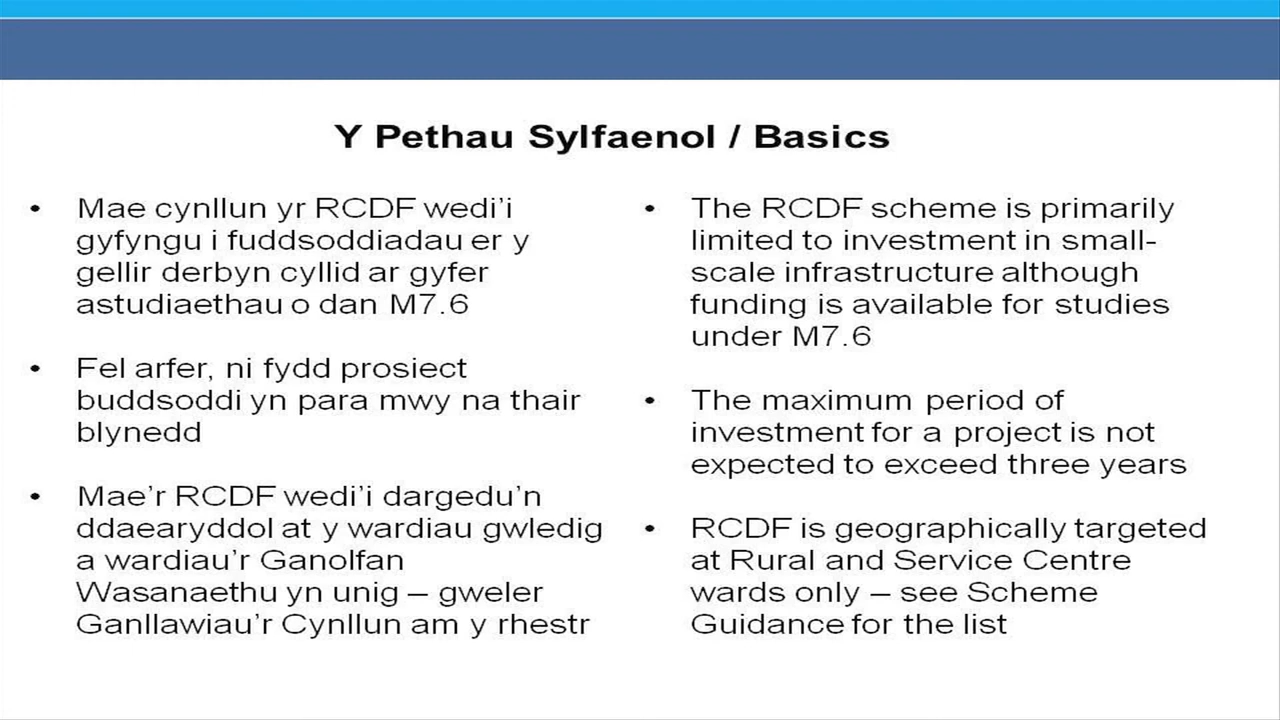 Y Pethau Sylfaenol / Basics
• Mae cynllun yr RCDF wedi’i
gyfyngu i fuddsoddiadau er y
gellir derbyn cyllid ar gyfer
astudiaethau o dan M7.6
• Fel arfer, ni fydd prosiect
buddsoddi yn para mwy na thair
blynedd
• Mae’r RCDF wedi’i dargedu’n
ddaearyddol at y wardiau gwledig
a wardiau’r Ganolfan
Wasanaethu yn unig – gweler
Ganllawiau’r Cynllun am y rhestr
• The RCDF scheme is primarily
limited to investment in small-
scale infrastructure although
funding is available for studies
under M7.6
• The maximum period of
investment for a project is not
expected to exceed three years
• RCDF is geographically targeted
at Rural and Service Centre
wards only – see Scheme
Guidance for the list